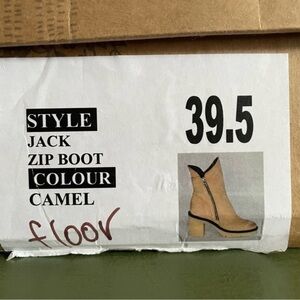 STYLE
JACK
ZIP BOOT
COLOUR
CAMEL
floor
39.5